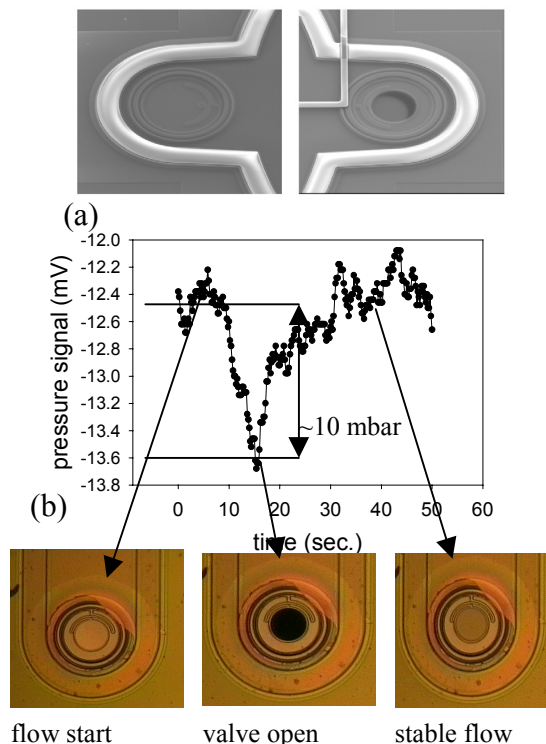 (a)
-12.0
-12.2
-12.4
-12.6
-12.8
-13.0
-13.2
-13.4
-13.6
-13.8
pressure signal (mV)
~10 mbar
0 10 20 30 40 50 60
time (sec.)
(b)
flow start valve open stable flow